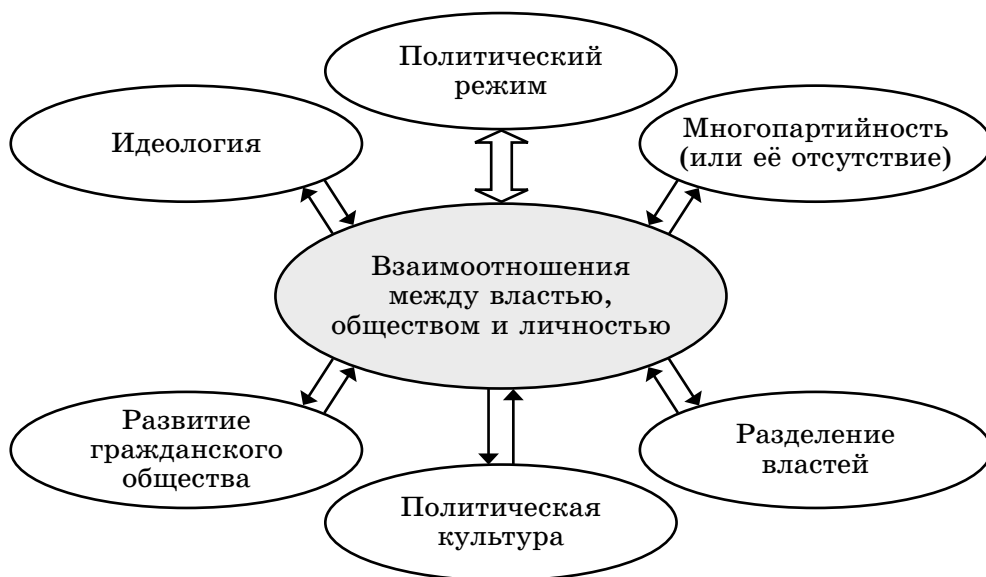 Политический
режим
Идеология
Многопартийность
(или её отсутствие)
Взаимоотношения
между властью,
обществом и личностью
Развитие
гражданского
общества
Политическая
культура
Разделение
властей